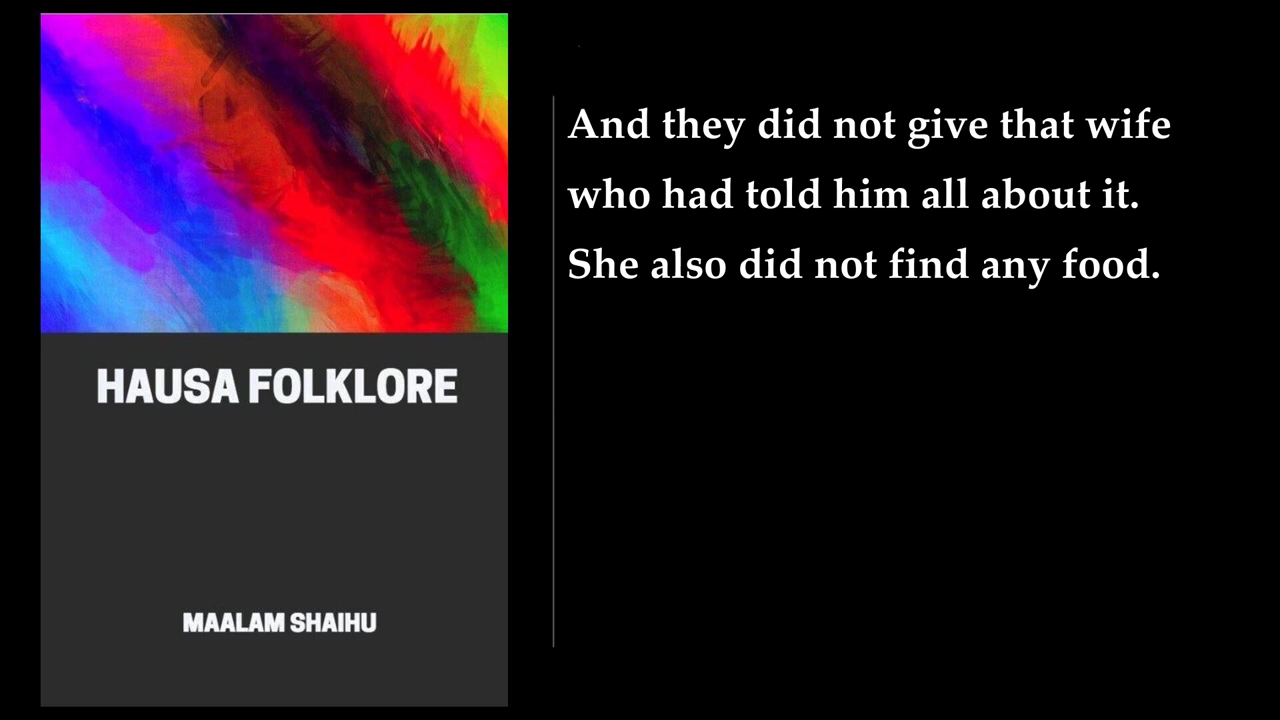 HAUSA FOLKLORE
MAALAM SHAIHU
And they did not give that wife
who had told him all about it.
She also did not find any food.